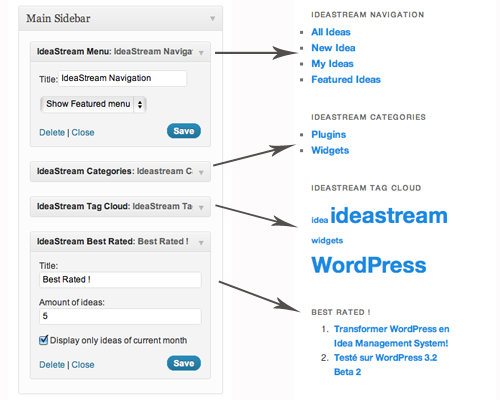 Main Sidebar
IdeaStream Menu: IdeaStream Naviga
Title: IdeaStream Navigation
Show Featured menu
Delete | Close
Save
IdeaStream Categories: Ideastream C
IdeaStream Tag Cloud: IdeaStream Ta
IdeaStream Best Rated: Best Rated !
Title:
Best Rated !
Amount of ideas:
5
Display only ideas of current month
Delete | Close
Save
IDEASTREAM NAVIGATION
All Ideas
New Idea
My Ideas
Featured Ideas
IDEASTREAM CATEGORIES
Plugins
Widgets
IDEASTREAM TAG CLOUD
idea ideastream
widgets
WordPress
BEST RATED !
1. Transformer WordPress en
Idea Management System!
2. Testé sur WordPress 3.2
Beta 2